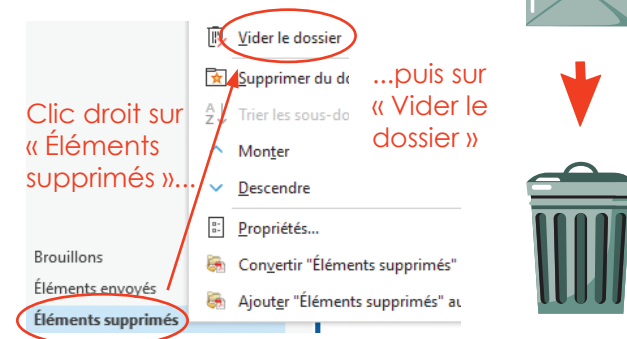 Vider le dossier
Supprimer du do
Trier les sous-do
Monter
Descendre
Propriétés...
Convertir "Éléments supprimés"
Ajouter "Éléments supprimés" au
Clic droit sur
« Éléments
supprimés »...
...puis sur
« Vider le
dossier »
Brouillons
Éléments envoyés
Éléments supprimés